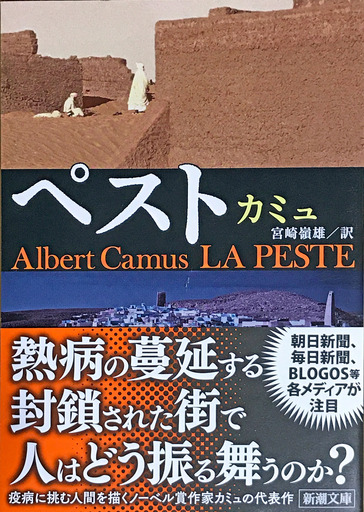 ペスト
カミュ
宮崎嶺雄／訳
Albert Camus LA PESTE
熱病の蔓延する
封鎖された街で
人はどう振る舞うのか?
朝日新聞、
毎日新聞、
BLOGOS等
各メディアが
注目
疫病に挑む人間を描くノーベル賞作家カミュの代表作
新潮文庫